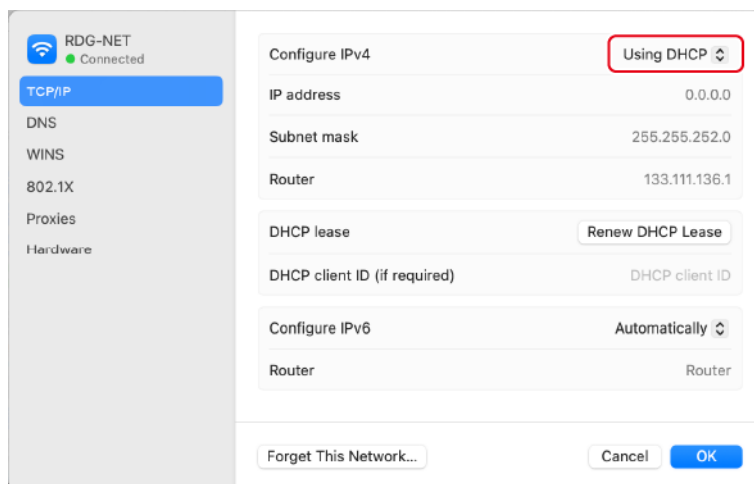 RDG-NET
Connected
TCP/IP
DNS
WINS
802.1X
Proxies
Hardware
Configure IPv4 Using DHCP
IP address 0.0.0.0
Subnet mask 255.255.252.0
Router 133.111.136.1
DHCP lease Renew DHCP Lease
DHCP client ID (if required) DHCP client ID
Configure IPv6 Automatically
Router Router
Forget This Network... Cancel OK